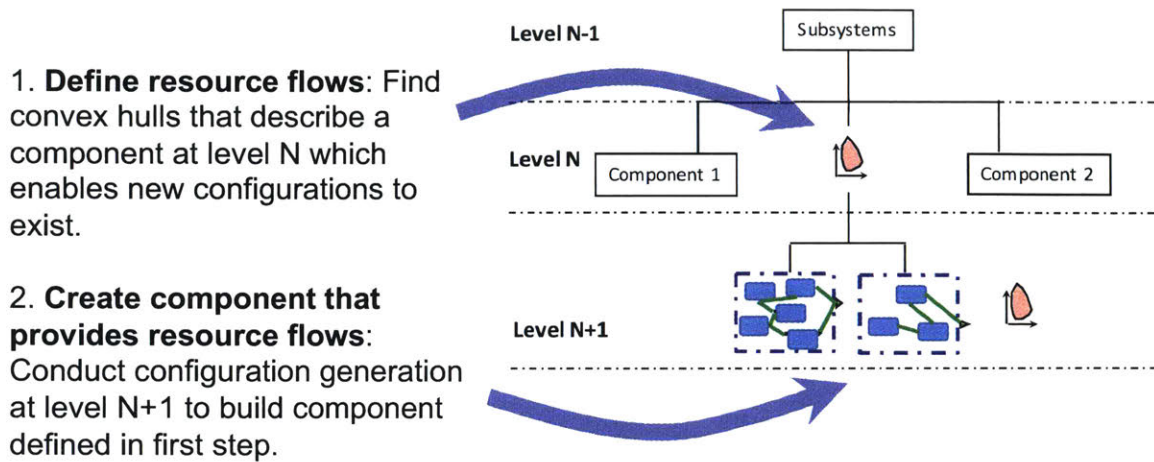 1. Define resource flows: Find
convex hulls that describe a
component at level N which
enables new configurations to
exist.
2. Create component that
provides resource flows:
Conduct configuration generation
at level N+1 to build component
defined in first step.
Level N-1
Subsystems
Level N
Component 1
Component 2
Level N+1